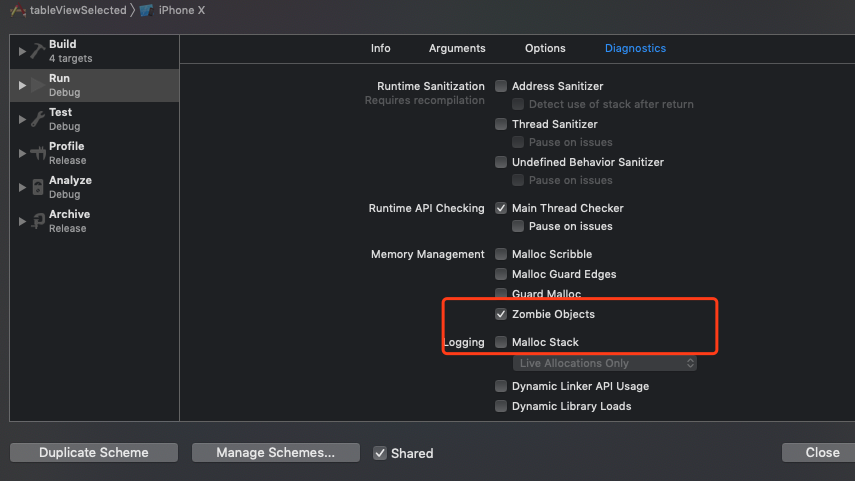 tableViewSelected iPhone X
Info Arguments Options Diagnostics
Build
4 targets
Run
Debug
Test
Debug
Profile
Release
Analyze
Debug
Archive
Release
Runtime Sanitization Address Sanitizer
Requires recompilation Detect use of stack after return
Thread Sanitizer
Pause on issues
Undefined Behavior Sanitizer
Pause on issues
Runtime API Checking Main Thread Checker
Pause on issues
Memory Management Malloc Scribble
Malloc Guard Edges
Guard Malloc
Zombie Objects
Logging Malloc Stack
Live Allocations Only
Dynamic Linker API Usage
Dynamic Library Loads
Duplicate Scheme Manage Schemes... Shared Close